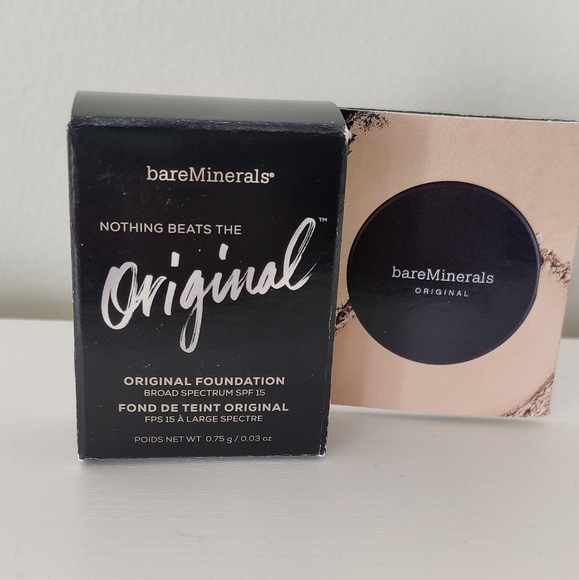 bareMinerals®
NOTHING BEATS THE
Original™
ORIGINAL FOUNDATION
BROAD SPECTRUM SPF 15
FOND DE TEINT ORIGINAL
FPS 15 À LARGE SPECTRE
POIDS NET WT 0.75 g / 0.03 oz
bareMinerals
ORIGINAL